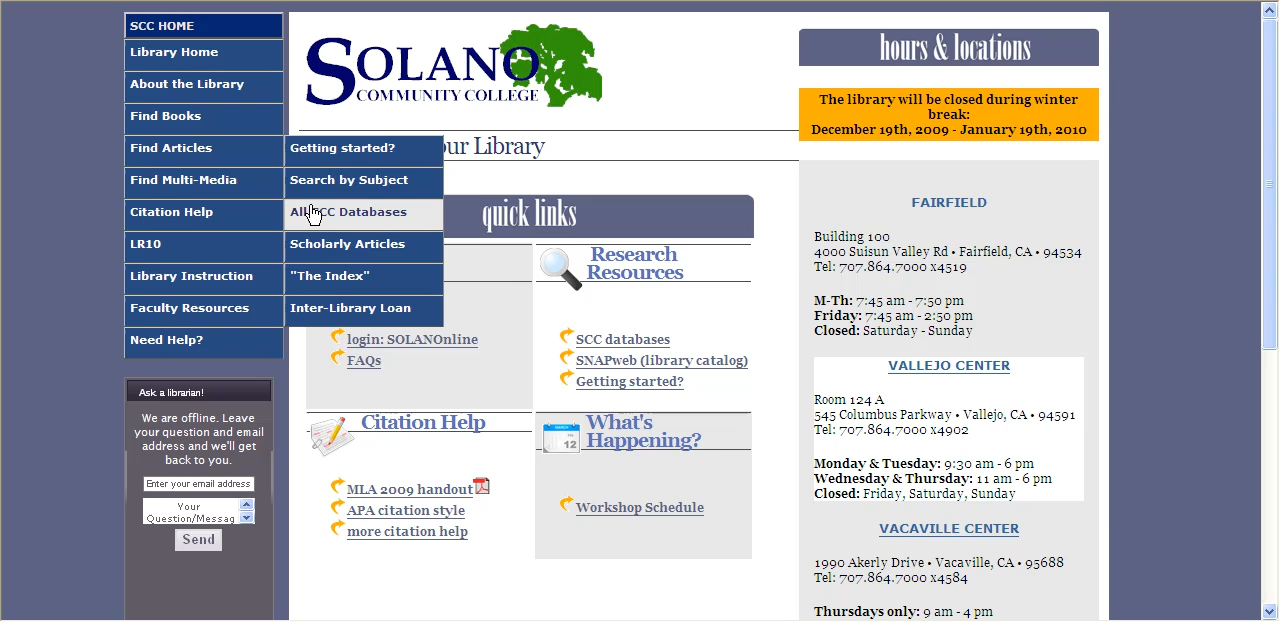 SCC HOME
Library Home
About the Library
Find Books
Find Articles
Find Multi-Media
Citation Help
LR10
Library Instruction
Faculty Resources
Need Help?
Getting started?
Search by Subject
All SCC Databases
Scholarly Articles
"The Index"
Inter-Library Loan
Ask a librarian!
We are offline. Leave
your question and email
address and we'll get
back to you.
Enter your email address
Your
Question/Messag
Send
SOLANO
COMMUNITY COLLEGE
our Library
quick links
login: SOLANOnline
FAQs
Research
Resources
SCC databases
SNAPweb (library catalog)
Getting started?
Citation Help
MLA 2009 handout
APA citation style
more citation help
What's
Happening?
MARCH
12
Workshop Schedule
hours & locations
The library will be closed during winter
break:
December 19th, 2009 - January 19th, 2010
FAIRFIELD
Building 100
4000 Suisun Valley Rd • Fairfield, CA • 94534
Tel: 707.864.7000 x4519
M-Th: 7:45 am - 7:50 pm
Friday: 7:45 am - 2:50 pm
Closed: Saturday - Sunday
VALLEJO CENTER
Room 124 A
545 Columbus Parkway • Vallejo, CA • 94591
Tel: 707.864.7000 x4902
Monday & Tuesday: 9:30 am - 6 pm
Wednesday & Thursday: 11 am - 6 pm
Closed: Friday, Saturday, Sunday
VACAVILLE CENTER
1990 Akerly Drive • Vacaville, CA • 95688
Tel: 707.864.7000 x4584
Thursdays only: 9 am - 4 pm